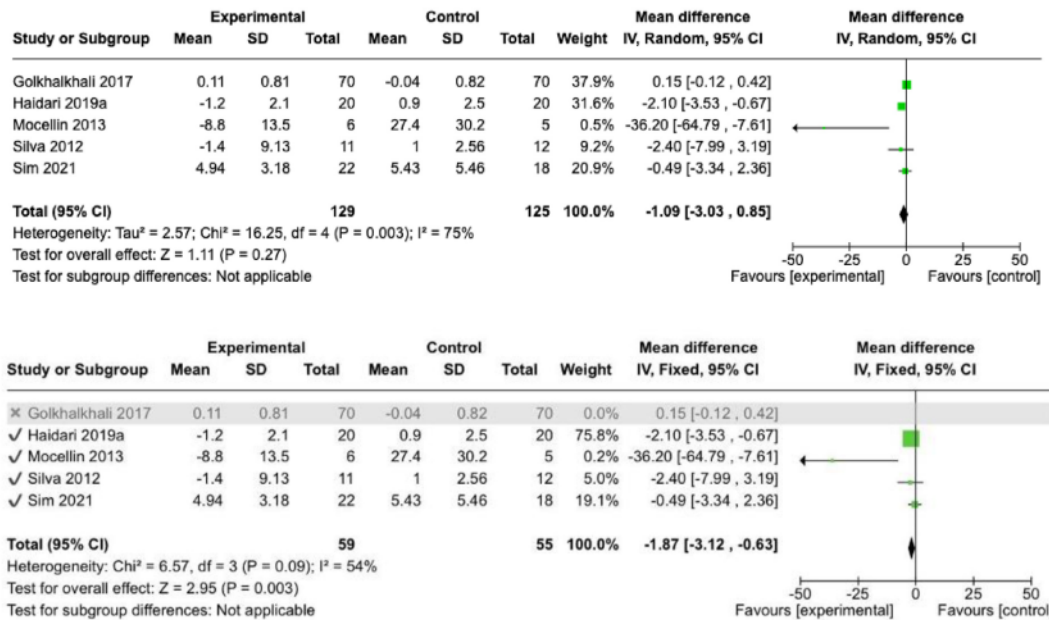 Experimental Control Mean difference Mean difference
Study or Subgroup Mean SD Total Mean SD Total Weight IV, Random, 95% CI IV, Random, 95% CI
Golkhalkhali 2017 0.11 0.81 70 -0.04 0.82 70 37.9% 0.15 [-0.12 , 0.42]
Haidari 2019a -1.2 2.1 20 0.9 2.5 20 31.6% -2.10 [-3.53 , -0.67]
Mocellin 2013 -8.8 13.5 6 27.4 30.2 5 0.5% -36.20 [-64.79 , -7.61]
Silva 2012 -1.4 9.13 11 1 2.56 12 9.2% -2.40 [-7.99 , 3.19]
Sim 2021 4.94 3.18 22 5.43 5.46 18 20.9% -0.49 [-3.34 , 2.36]
Total (95% CI) 129 125 100.0% -1.09 [-3.03 , 0.85]
Heterogeneity: Tau² = 2.57; Chi² = 16.25, df = 4 (P = 0.003); I² = 75%
Test for overall effect: Z = 1.11 (P = 0.27) -50 -25 0 25 50
Test for subgroup differences: Not applicable Favours [experimental] Favours [control]
Experimental Control Mean difference Mean difference
Study or Subgroup Mean SD Total Mean SD Total Weight IV, Fixed, 95% CI IV, Fixed, 95% CI
× Golkhalkhali 2017 0.11 0.81 70 -0.04 0.82 70 0.0% 0.15 [-0.12 , 0.42]
✓ Haidari 2019a -1.2 2.1 20 0.9 2.5 20 75.8% -2.10 [-3.53 , -0.67]
✓ Mocellin 2013 -8.8 13.5 6 27.4 30.2 5 0.2% -36.20 [-64.79 , -7.61]
✓ Silva 2012 -1.4 9.13 11 1 2.56 12 5.0% -2.40 [-7.99 , 3.19]
✓ Sim 2021 4.94 3.18 22 5.43 5.46 18 19.1% -0.49 [-3.34 , 2.36]
Total (95% CI) 59 55 100.0% -1.87 [-3.12 , -0.63]
Heterogeneity: Chi² = 6.57, df = 3 (P = 0.09); I² = 54%
Test for overall effect: Z = 2.95 (P = 0.003) -50 -25 0 25 50
Test for subgroup differences: Not applicable Favours [experimental] Favours [control]